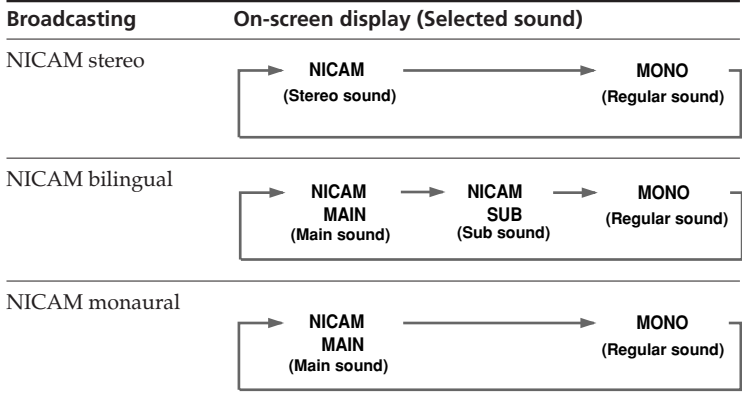 Broadcasting On-screen display (Selected sound)
NICAM stereo
NICAM MONO
(Stereo sound) (Regular sound)
NICAM bilingual
NICAM NICAM MONO
MAIN SUB (Regular sound)
(Main sound) (Sub sound)
NICAM monaural
NICAM MONO
MAIN (Regular sound)
(Main sound)